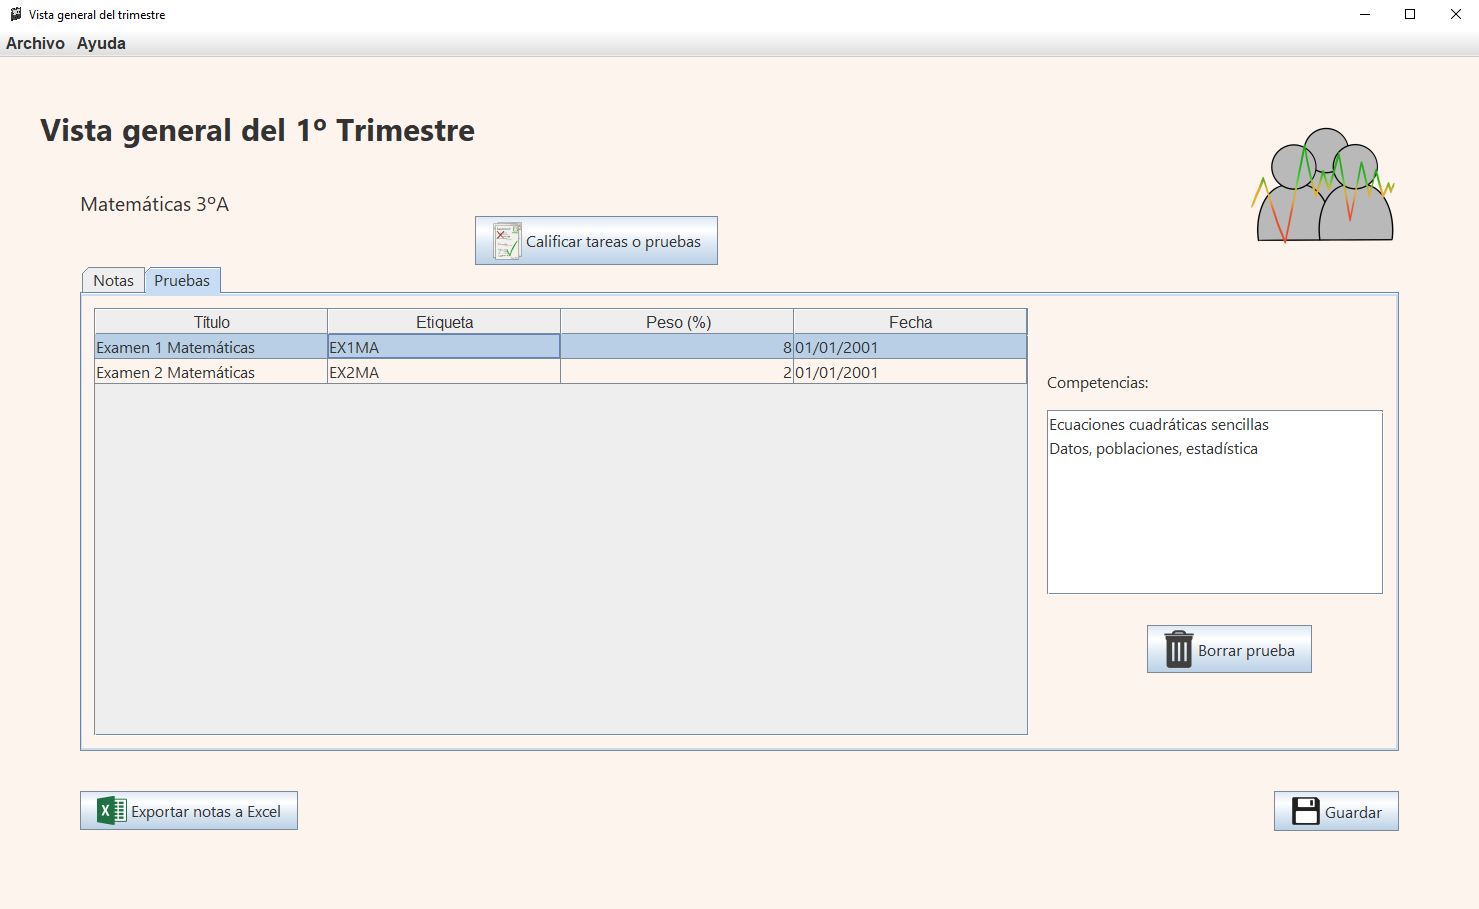 Vista general del trimestre
Archivo Ayuda
Vista general del 1º Trimestre
Matemáticas 3ºA
Calificar tareas o pruebas
Notas Pruebas
Título Etiqueta Peso (%) Fecha
Examen 1 Matemáticas EX1MA 8 01/01/2001
Examen 2 Matemáticas EX2MA 2 01/01/2001
Competencias:
Ecuaciones cuadráticas sencillas
Datos, poblaciones, estadística
Borrar prueba
Exportar notas a Excel
Guardar